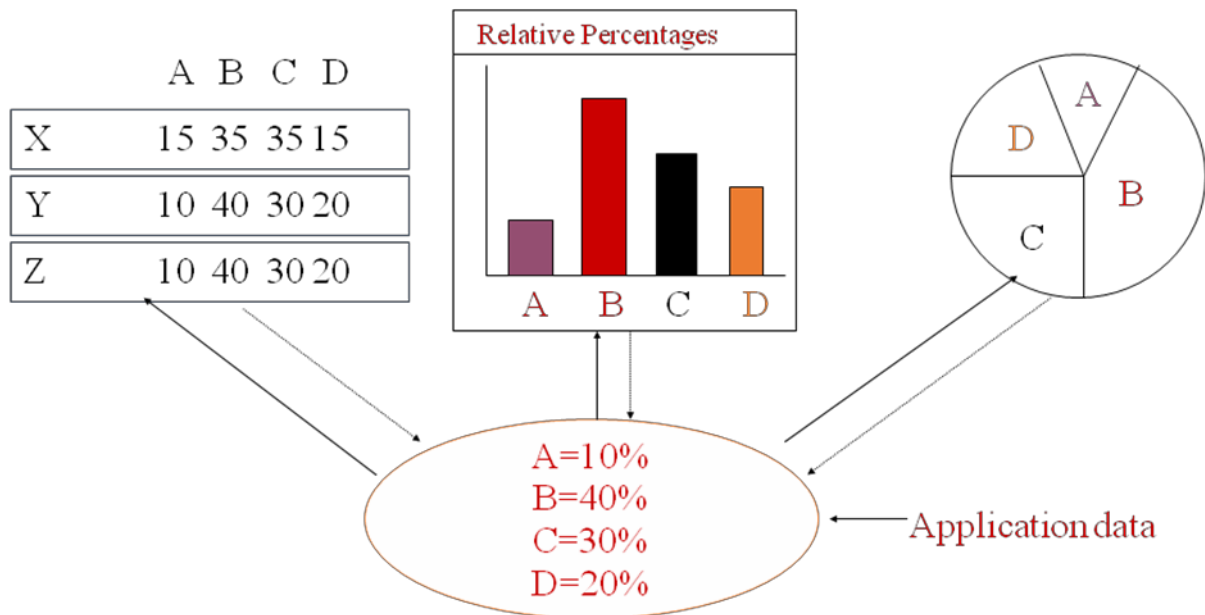 A B C D
X 15 35 35 15
Y 10 40 30 20
Z 10 40 30 20
Relative Percentages
A B C D
A
B
C
D
A=10%
B=40%
C=30%
D=20%
Application data